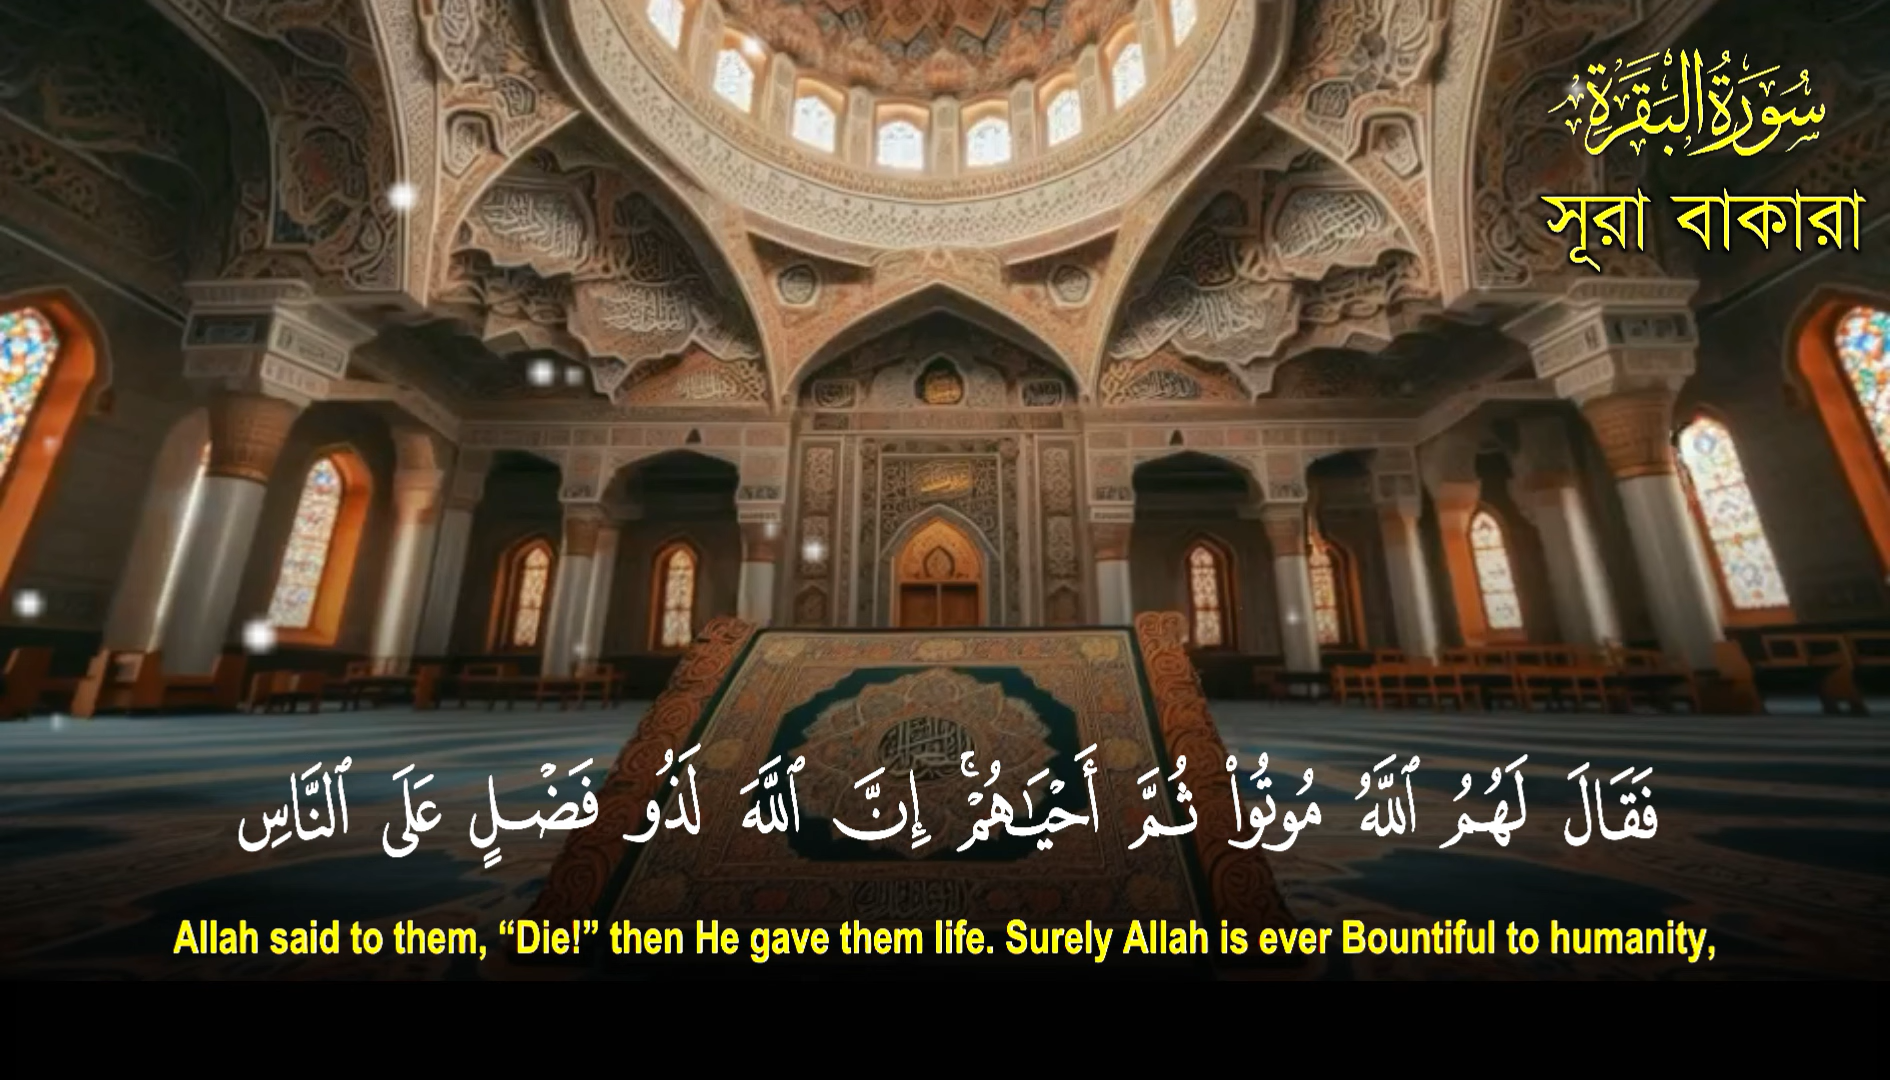 سُورَةُ البَقَرَةِ
সূরা বাকারা
فَقَالَ لَهُمُ ٱللَّهُ مُوتُوا۟ ثُمَّ أَحْيَـٰهُمْ ۚ إِنَّ ٱللَّهَ لَذُو فَضْلٍ عَلَى ٱلنَّاسِ
Allah said to them, “Die!” then He gave them life. Surely Allah is ever Bountiful to humanity,